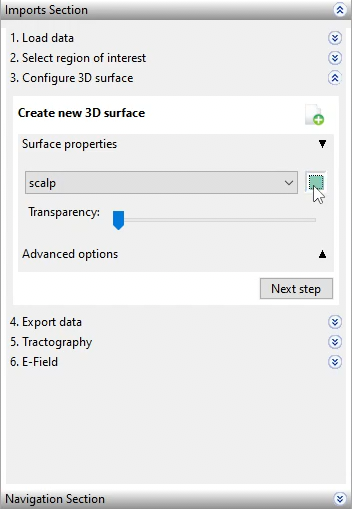 Imports Section
1. Load data
2. Select region of interest
3. Configure 3D surface
Create new 3D surface
Surface properties
scalp
Transparency:
Advanced options
Next step
4. Export data
5. Tractography
6. E-Field
Navigation Section